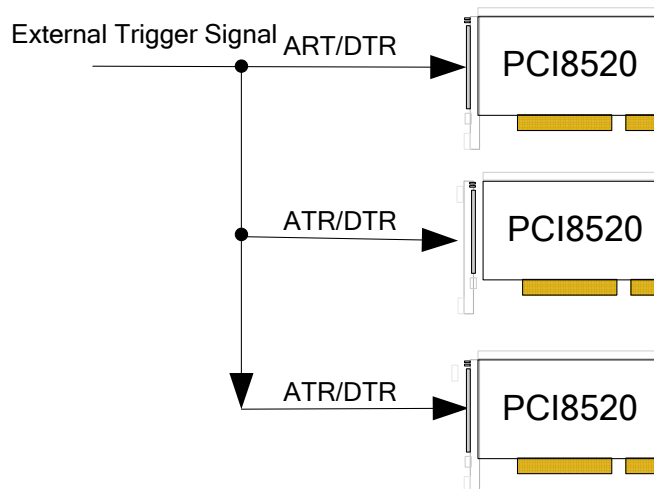 External Trigger Signal
ART/DTR
PCI8520
ATR/DTR
PCI8520
ATR/DTR
PCI8520